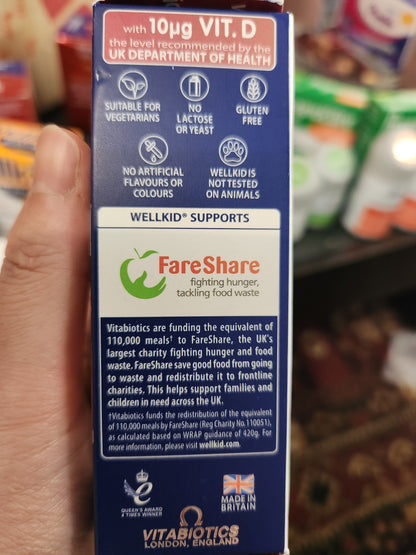 with 10µg VIT. D
the level recommended by the
UK DEPARTMENT OF HEALTH
SUITABLE FOR
VEGETARIANS
NO
LACTOSE
OR YEAST
GLUTEN
FREE
NO ARTIFICIAL
FLAVOURS OR
COLOURS
WELLKID IS
NOT TESTED
ON ANIMALS
WELLKID® SUPPORTS
FareShare
fighting hunger,
tackling food waste
Vitabiotics are funding the equivalent of
110,000 meals† to FareShare, the UK's
largest charity fighting hunger and food
waste. FareShare save good food from going
to waste and redistribute it to frontline
charities. This helps support families and
children in need across the UK.
†Vitabiotics funds the redistribution of the equivalent
of 110,000 meals by FareShare (Reg Charity No.110051),
as calculated based on WRAP guidance of 420g. For
more information, please visit wellkid.com.
QUEEN'S AWARD
4 TIMES WINNER
MADE IN
BRITAIN
VITABIOTICS
LONDON, ENGLAND